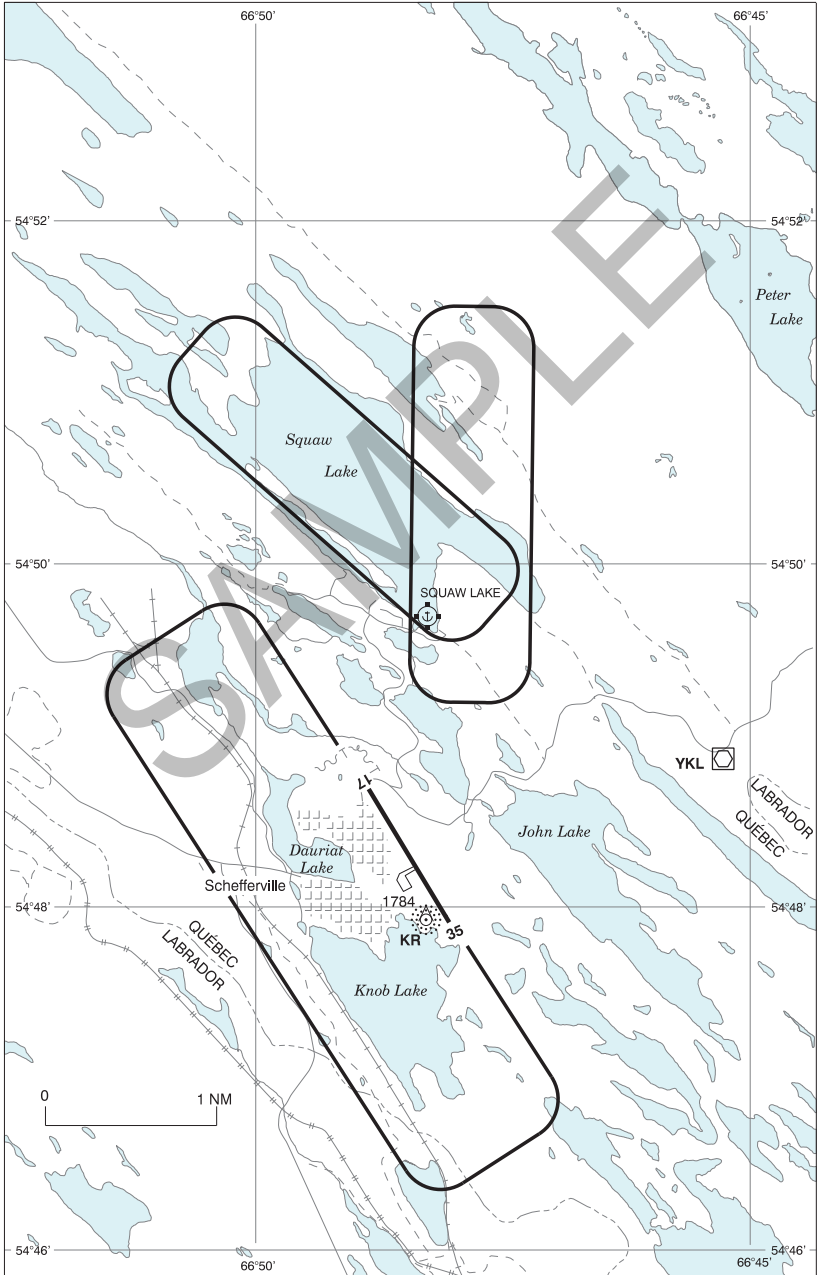 66°50'
66°45'
54°52'
54°52'
Peter
Lake
Squaw
Lake
54°50'
54°50'
SQUAW LAKE
SAMPLE
YKL
LABRADOR
QUÉBEC
17
John Lake
Dauriat
Lake
Schefferville
1784
54°48'
54°48'
KR
35
QUÉBEC
LABRADOR
Knob Lake
0
1 NM
54°46'
54°46'
66°50'
66°45'